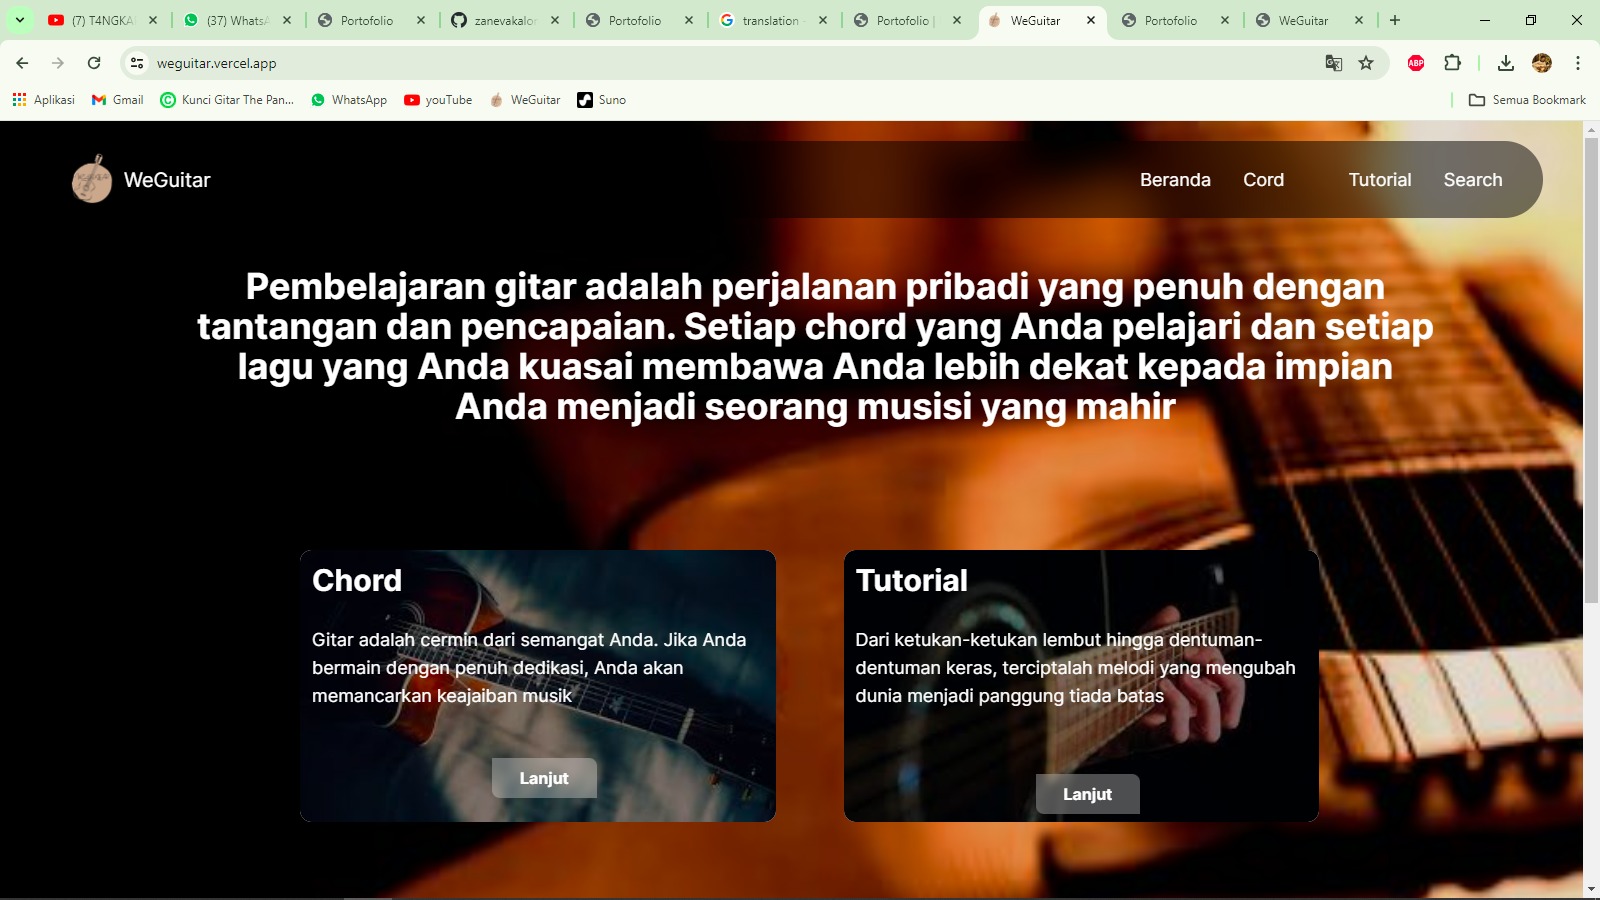 (7) T4NGKA
(37) WhatsA
Portofolio
zanevakalor
Portofolio
translation -
Portofolio |
WeGuitar
Portofolio
WeGuitar
weguitar.vercel.app
ABP
Aplikasi
Gmail
Kunci Gitar The Pan...
WhatsApp
youTube
WeGuitar
Suno
Semua Bookmark
WeGuitar
Beranda
Cord
Tutorial
Search
Pembelajaran gitar adalah perjalanan pribadi yang penuh dengan
tantangan dan pencapaian. Setiap chord yang Anda pelajari dan setiap
lagu yang Anda kuasai membawa Anda lebih dekat kepada impian
Anda menjadi seorang musisi yang mahir
Chord
Gitar adalah cermin dari semangat Anda. Jika Anda
bermain dengan penuh dedikasi, Anda akan
memancarkan keajaiban musik
Lanjut
Tutorial
Dari ketukan-ketukan lembut hingga dentuman-
dentuman keras, terciptalah melodi yang mengubah
dunia menjadi panggung tiada batas
Lanjut